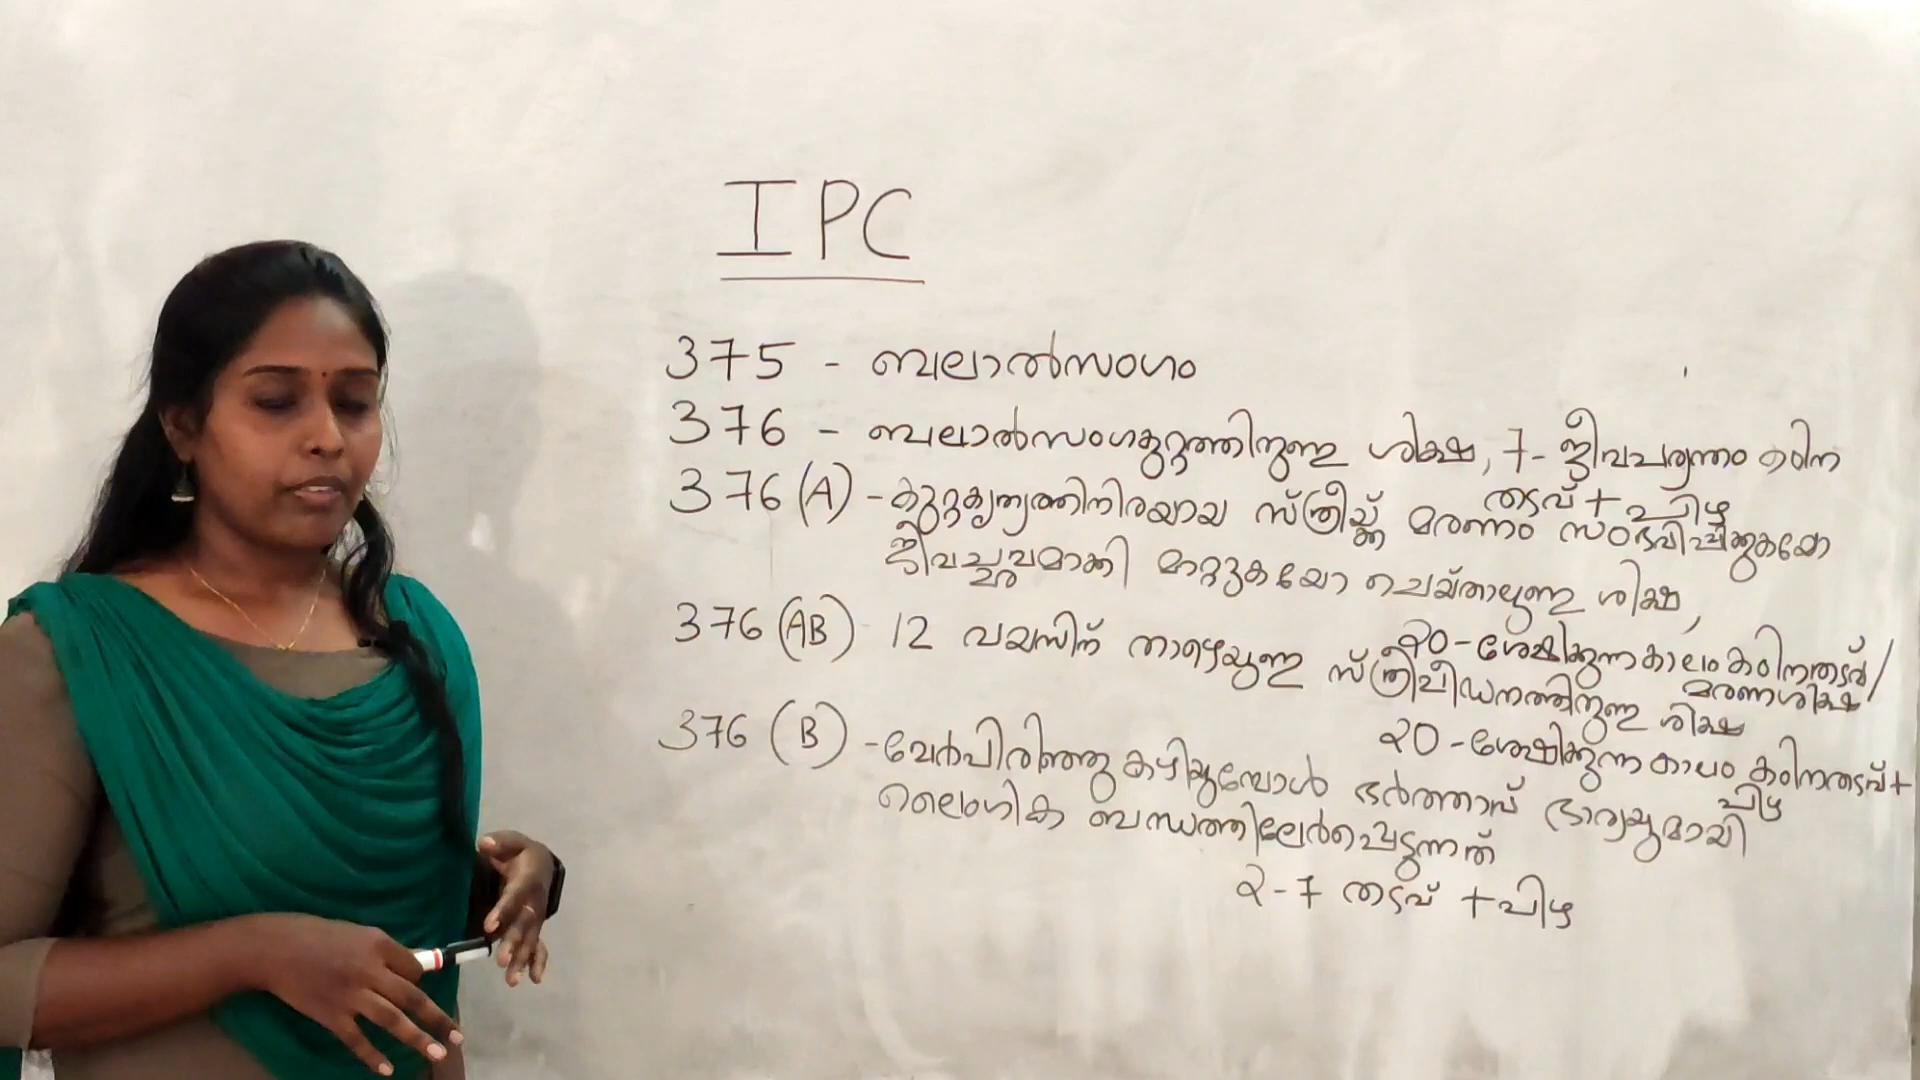 IPC
375 - ബലാൽസംഗം
376 - ബലാൽസംഗകുറ്റത്തിനുള്ള ശിക്ഷ, 7- ജീവപര്യന്തം കഠിന
തടവ് + പിഴ
376 (A) - കുറ്റകൃത്യത്തിനിരയായ സ്ത്രീയ്ക്ക് മരണം സംഭവിപ്പിക്കുകയോ
ജീവച്ഛവമാക്കി മാറ്റുകയോ ചെയ്താലുള്ള ശിക്ഷ,
20-ശേഷിക്കുന്ന കാലം കഠിനതടവ്/
മരണശിക്ഷ
376 (AB) 12 വയസിന് താഴെയുള്ള സ്ത്രീപീഡനത്തിനുള്ള ശിക്ഷ
20 -ശേഷിക്കുന്ന കാലം കഠിനതടവ്+
പിഴ
376 (B) -വേർപിരിഞ്ഞു കഴിയുമ്പോൾ ഭർത്താവ് ഭാര്യയുമായി
ലൈംഗിക ബന്ധത്തിലേർപ്പെടുന്നത്
2-7 തടവ് +പിഴ